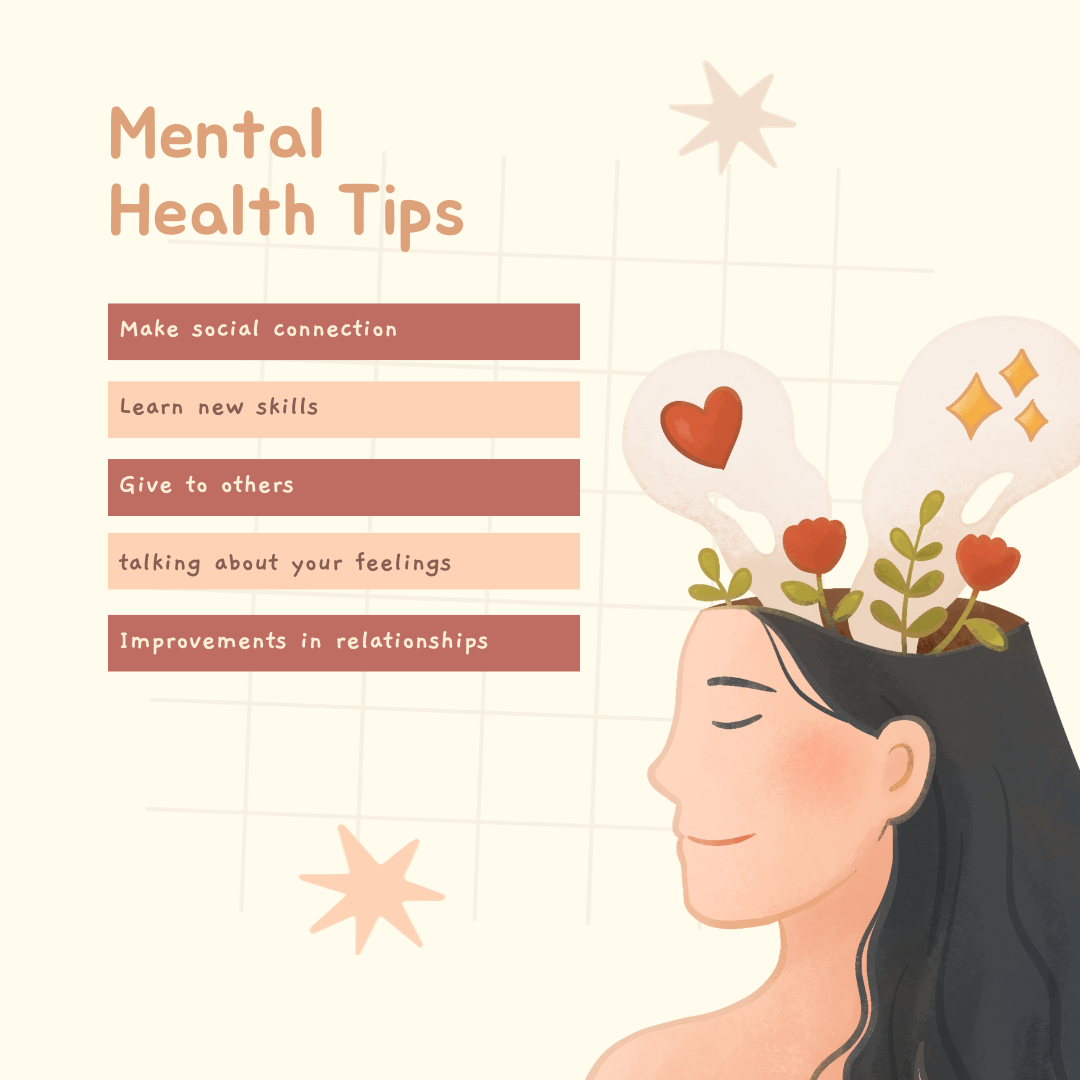 Mental
Health Tips
Make social connection
Learn new skills
Give to others
talking about your feelings
Improvements in relationships